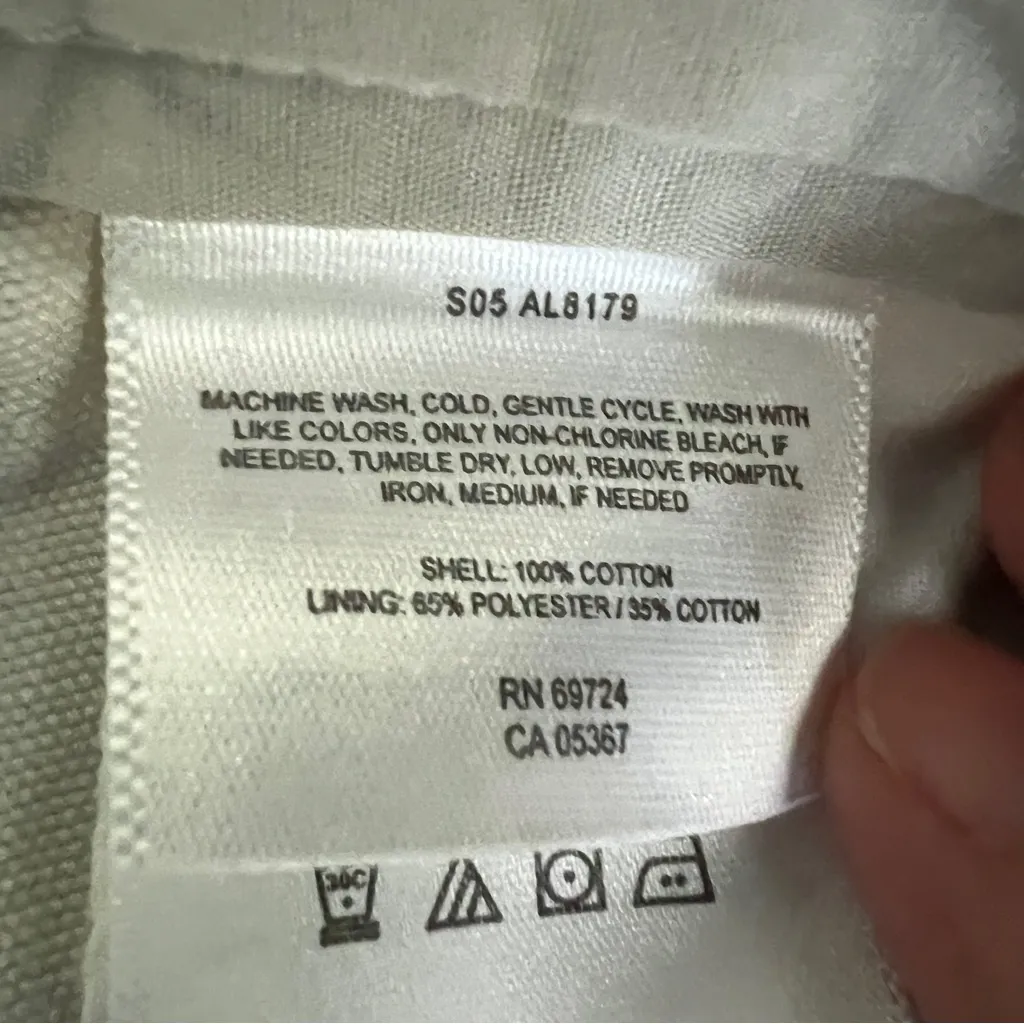 S05 AL8179
MACHINE WASH, COLD, GENTLE CYCLE, WASH WITH
LIKE COLORS, ONLY NON-CHLORINE BLEACH, IF
NEEDED, TUMBLE DRY, LOW, REMOVE PROMPTLY,
IRON, MEDIUM, IF NEEDED
SHELL: 100% COTTON
LINING: 65% POLYESTER / 35% COTTON
RN 69724
CA 05367
30C